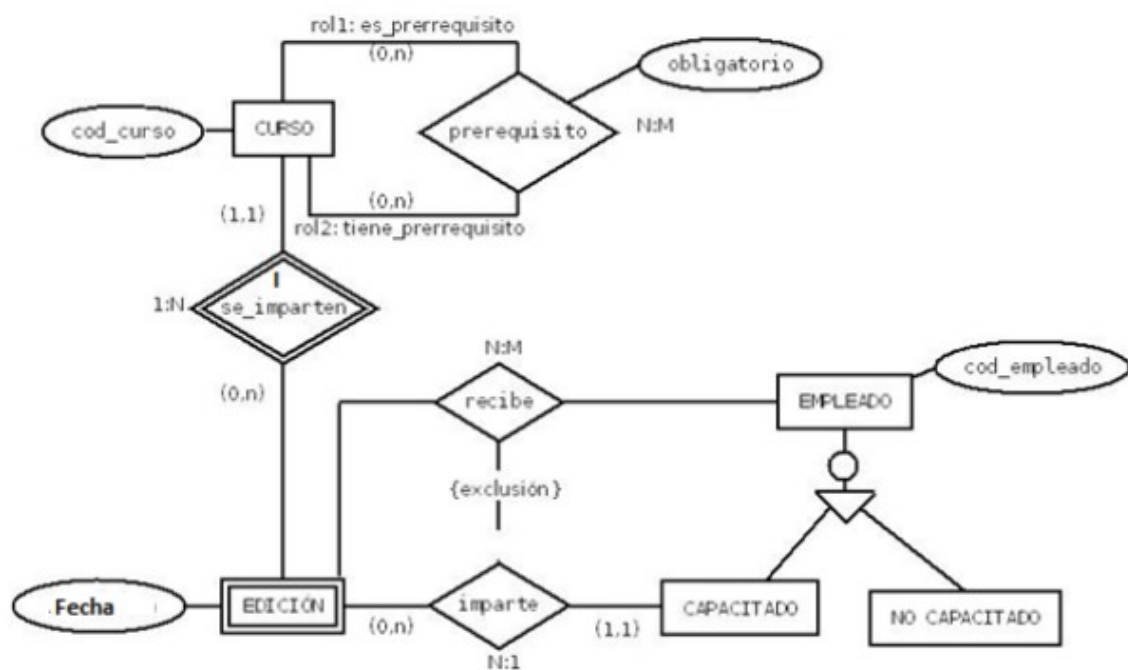 rol1: es_prerrequisito
(0,n)
obligatorio
cod_curso
CURSO
prerequisito
N:M
(0,n)
(1,1)
rol2: tiene_prerrequisito
I
1:N
se_imparten
N:M
cod_empleado
(0,n)
recibe
EMPLEADO
{exclusión}
Fecha
EDICIÓN
imparte
CAPACITADO
NO CAPACITADO
(0,n)
(1,1)
N:1